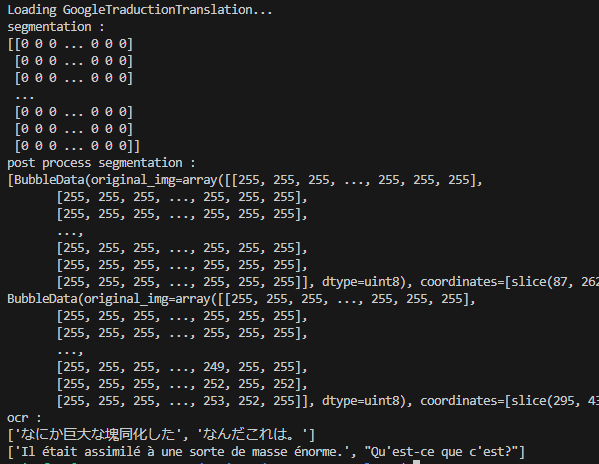 Loading GoogleTraductionTranslation...
segmentation :
[[0 0 0 ... 0 0 0]
 [0 0 0 ... 0 0 0]
 [0 0 0 ... 0 0 0]
 ...
 [0 0 0 ... 0 0 0]
 [0 0 0 ... 0 0 0]
 [0 0 0 ... 0 0 0]]
post process segmentation :
[BubbleData(original_img=array([[255, 255, 255, ..., 255, 255, 255],
       [255, 255, 255, ..., 255, 255, 255],
       [255, 255, 255, ..., 255, 255, 255],
       ...,
       [255, 255, 255, ..., 255, 255, 255],
       [255, 255, 255, ..., 255, 255, 255],
       [255, 255, 255, ..., 255, 255, 255]], dtype=uint8), coordinates=[slice(87, 262
BubbleData(original_img=array([[255, 255, 255, ..., 255, 255, 255],
       [255, 255, 255, ..., 255, 255, 255],
       [255, 255, 255, ..., 255, 255, 255],
       ...,
       [255, 255, 255, ..., 249, 255, 255],
       [255, 255, 255, ..., 252, 255, 252],
       [255, 255, 255, ..., 253, 252, 255]], dtype=uint8), coordinates=[slice(295, 43
ocr :
['なにか巨大な塊同化した', 'なんだこれは。']
['Il était assimilé à une sorte de masse énorme.', "Qu'est-ce que c'est?"]